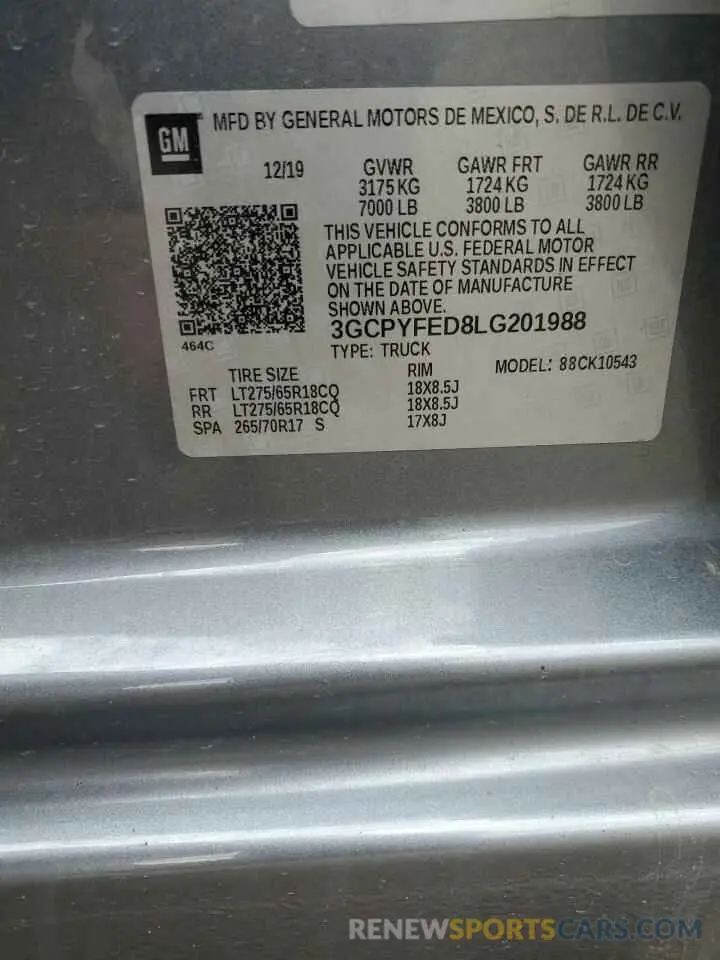 GM
MFD BY GENERAL MOTORS DE MEXICO, S. DE R.L. DE C.V.
12/19 GVWR GAWR FRT GAWR RR
3175 KG 1724 KG 1724 KG
7000 LB 3800 LB 3800 LB
THIS VEHICLE CONFORMS TO ALL
APPLICABLE U.S. FEDERAL MOTOR
VEHICLE SAFETY STANDARDS IN EFFECT
ON THE DATE OF MANUFACTURE
SHOWN ABOVE.
3GCPYFED8LG201988
464C
TYPE: TRUCK
MODEL: 88CK10543
TIRE SIZE RIM
FRT LT275/65R18CQ 18X8.5J
RR LT275/65R18CQ 18X8.5J
SPA 265/70R17 S 17X8J
RENEWSPORTSCARS.COM